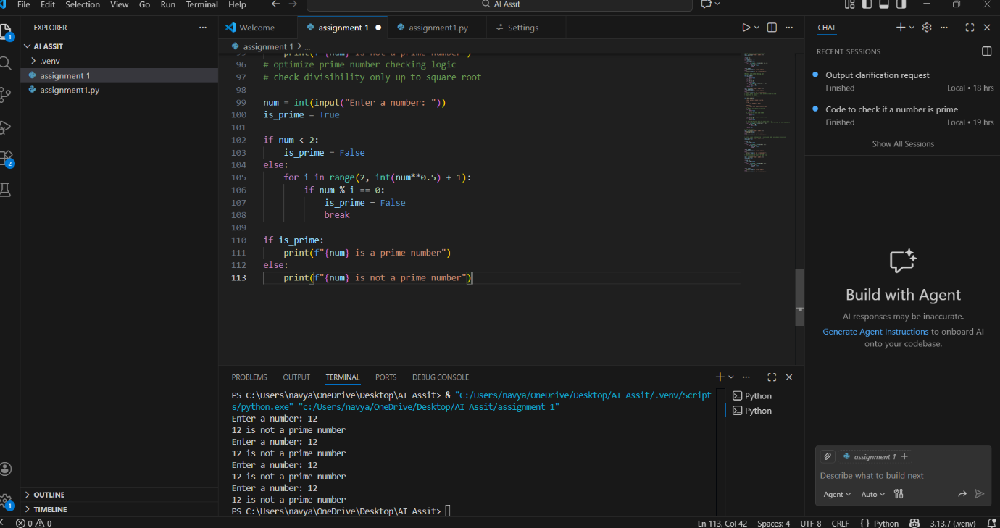 File Edit Selection View Go Run Terminal Help
AI Assit
EXPLORER
AI ASSIT
.venv
assignment 1
assignment1.py
OUTLINE
TIMELINE
Welcome
assignment 1
assignment1.py
Settings
assignment 1 > ...
95 print(f"{num} is not a prime number")
96 # optimize prime number checking logic
97 # check divisibility only up to square root
98
99 num = int(input("Enter a number: "))
100 is_prime = True
101
102 if num < 2:
103 is_prime = False
104 else:
105 for i in range(2, int(num**0.5) + 1):
106 if num % i == 0:
107 is_prime = False
108 break
109
110 if is_prime:
111 print(f"{num} is a prime number")
112 else:
113 print(f"{num} is not a prime number")
PROBLEMS OUTPUT TERMINAL PORTS DEBUG CONSOLE
PS C:\Users\navya\OneDrive\Desktop\AI Assit> & "C:/Users/navya/OneDrive/Desktop/AI Assit/.venv/Script
s/python.exe" "c:/Users/navya/OneDrive/Desktop/AI Assit/assignment 1"
Enter a number: 12
12 is not a prime number
Enter a number: 12
12 is not a prime number
Enter a number: 12
12 is not a prime number
Enter a number: 12
12 is not a prime number
PS C:\Users\navya\OneDrive\Desktop\AI Assit>
Python
Python
CHAT
RECENT SESSIONS
Output clarification request
Finished Local • 18 hrs
Code to check if a number is prime
Finished Local • 19 hrs
Show All Sessions
Build with Agent
AI responses may be inaccurate.
Generate Agent Instructions to onboard AI
onto your codebase.
assignment 1
Describe what to build next
Agent Auto
1
2
1
0 0
Ln 113, Col 42 Spaces: 4 UTF-8 CRLF { } Python 3.13.7 (.venv)